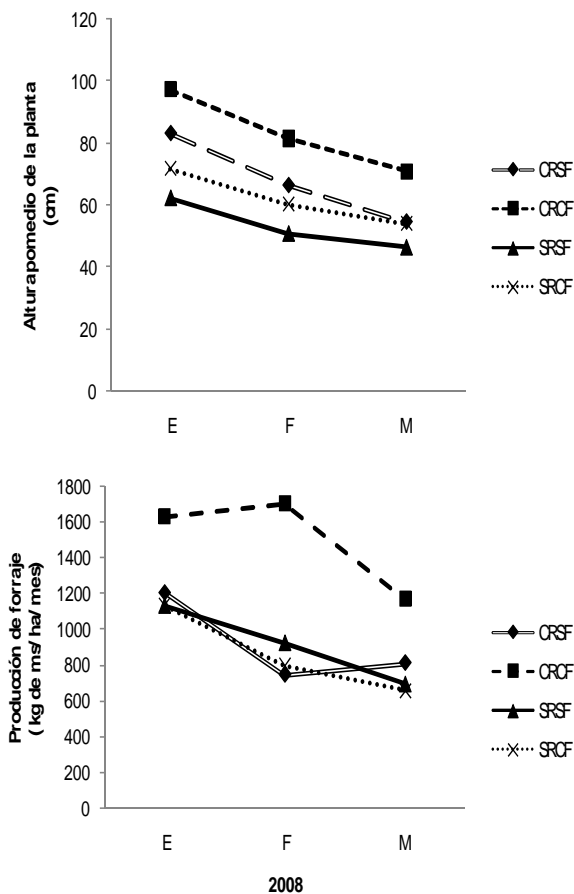 120
100
80
60
40
20
0
Alturapomedio de la planta
(cm)
E F M
CRSF
CRCF
SRSF
SRCF
1800
1600
1400
1200
1000
800
600
400
200
0
Producción de forraje
( kg de ms/ ha/ mes)
E F M
CRSF
CRCF
SRSF
SRCF
2008